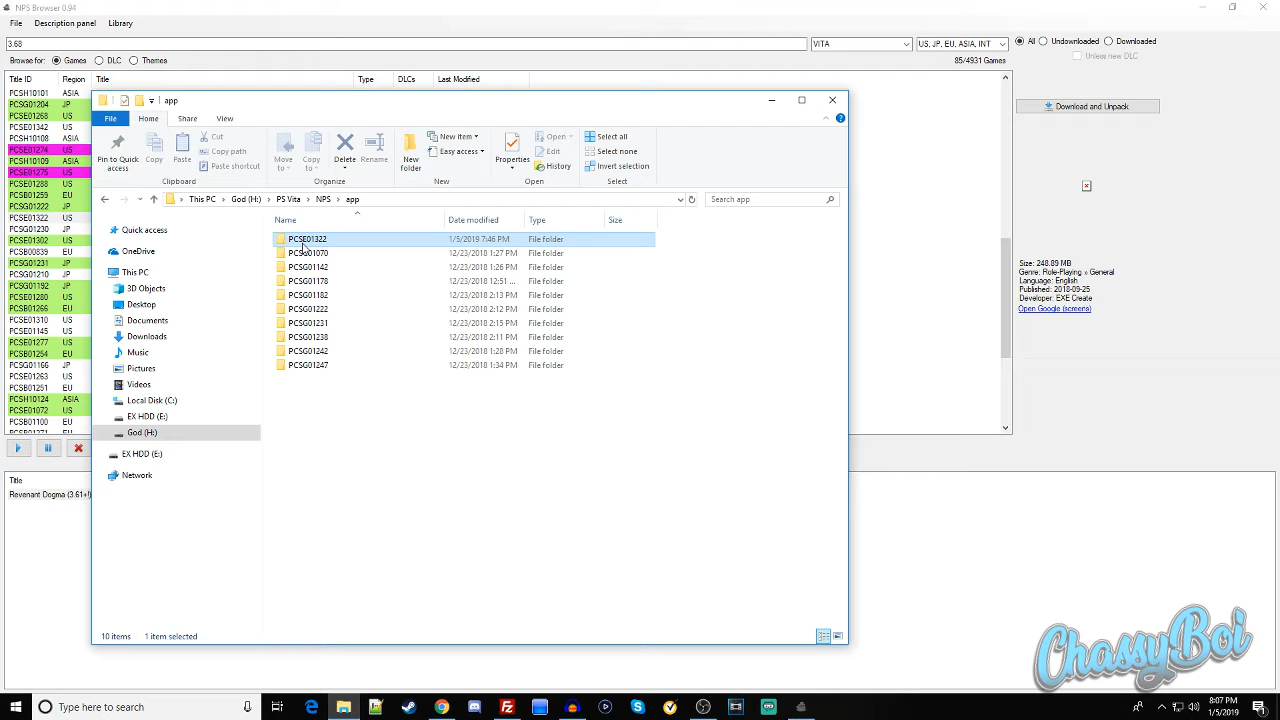 NPS Browser 0.94
File Description panel Library
3.68 VITA US, JP, EU, ASIA, INT All Undownloaded Downloaded
Browse for: Games DLC Themes 85/4931 Games Unless new DLC
Title ID Region Title Type DLCs Last Modified
PCSH10101 ASIA
PCSG01204 JP
PCSE01268 US
PCSE01342 US
PCSH10108 ASIA
PCSE01274 US
PCSH10109 ASIA
PCSE01275 US
PCSE01288 US
PCSB01259 EU
PCSG01222 JP
PCSE01322 US
PCSG01230 JP
PCSE01302 US
PCSG01231 JP
PCSG01210 JP
PCSG01192 JP
PCSE01280 US
PCSB01266 EU
PCSE01310 US
PCSE01145 US
PCSE01277 US
PCSB01254 EU
PCSG01166 JP
PCSE01263 US
PCSB01251 EU
PCSH10124 ASIA
PCSE01072 US
PCSB01100 EU
PCSB01271 EU
Download and Unpack
Size: 248.89 MB
Genre: Role-Playing » General
Language: English
Published: 2018-09-25
Developer: EXE Create
Open Google (screens)
app
File Home Share View
Pin to Quick access
Copy
Paste
Cut
Copy path
Paste shortcut
Clipboard
Move to
Copy to
Delete
Rename
Organize
New folder
New item
Easy access
New
Properties
Open
Edit
History
Open
Select all
Select none
Invert selection
Select
This PC > God (H:) > PS Vita > NPS > app
Search app
Quick access
OneDrive
This PC
3D Objects
Desktop
Documents
Downloads
Music
Pictures
Videos
Local Disk (C:)
EX HDD (E:)
God (H:)
EX HDD (E:)
Network
Name Date modified Type Size
PCSE01322 1/5/2019 7:46 PM File folder
PCSG01070 12/23/2018 1:27 PM File folder
PCSG01142 12/23/2018 1:26 PM File folder
PCSG01178 12/23/2018 12:51 ... File folder
PCSG01182 12/23/2018 2:13 PM File folder
PCSG01222 12/23/2018 2:12 PM File folder
PCSG01231 12/23/2018 2:15 PM File folder
PCSG01238 12/23/2018 2:11 PM File folder
PCSG01242 12/23/2018 1:28 PM File folder
PCSG01247 12/23/2018 1:34 PM File folder
10 items 1 item selected
Title
Revenant Dogma (3.61+!)
ChassyBoi
Type here to search
8:07 PM
1/5/2019